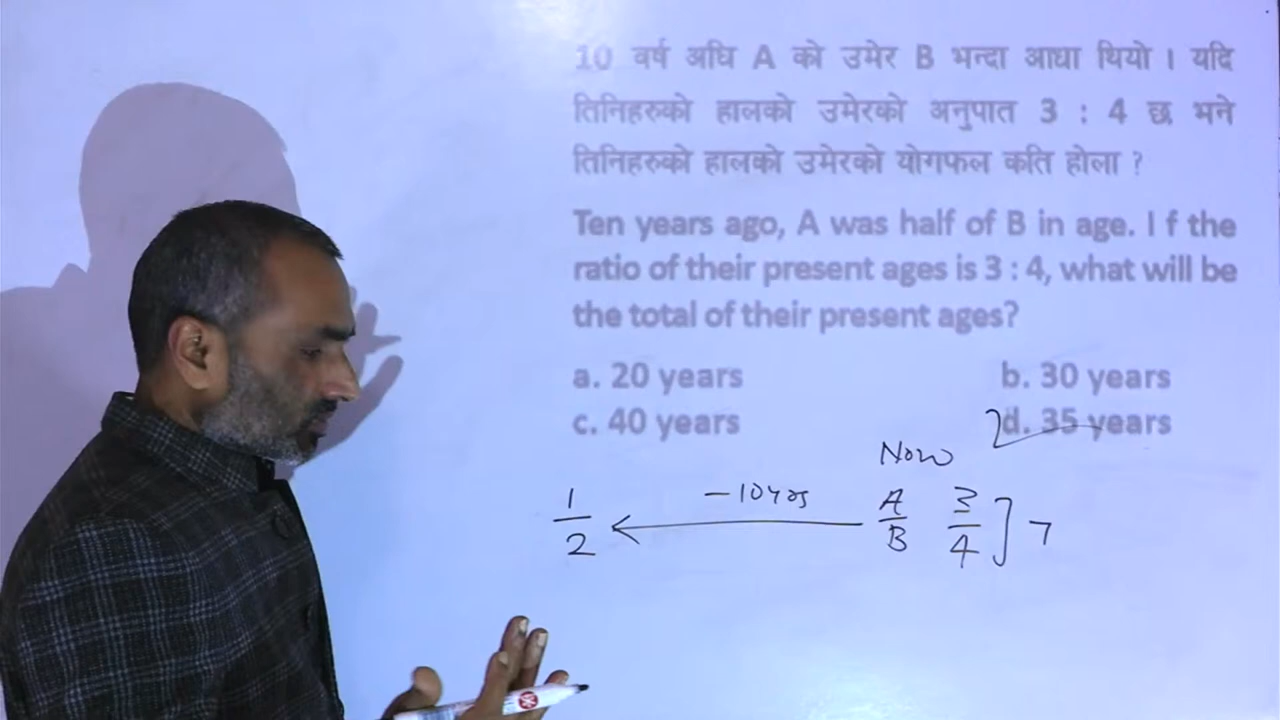 10 वर्ष अघि A को उमेर B भन्दा आधा थियो । यदि
तिनिहरुको हालको उमेरको अनुपात 3 : 4 छ भने
तिनिहरुको हालको उमेरको योगफल कति होला ?
Ten years ago, A was half of B in age. I f the
ratio of their present ages is 3 : 4, what will be
the total of their present ages?
a. 20 years b. 30 years
c. 40 years d. 35 years
Now
1/2 -10yrs A/B 3/4 ] 7